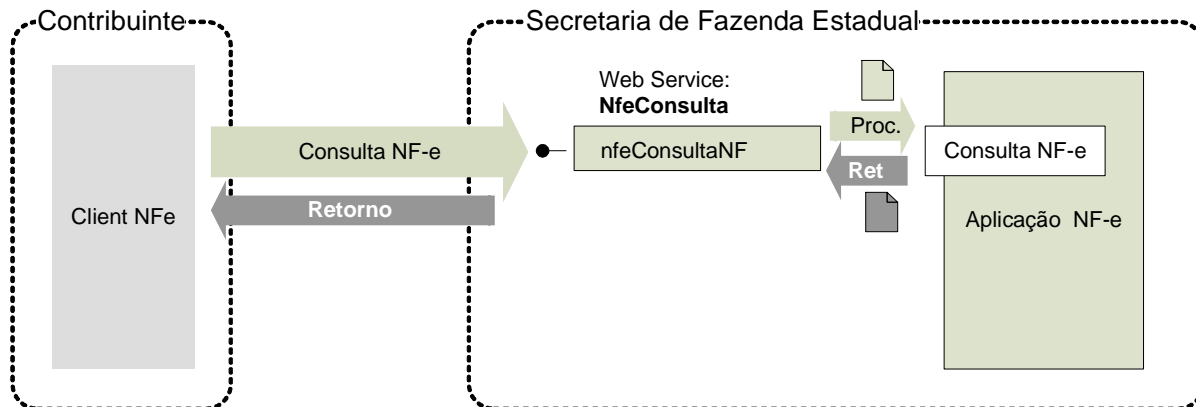 Contribuinte
Secretaria de Fazenda Estadual
Web Service:
NfeConsulta
Consulta NF-e
nfeConsultaNF
Proc.
Consulta NF-e
Ret
Retorno
Client NFe
Aplicação NF-e